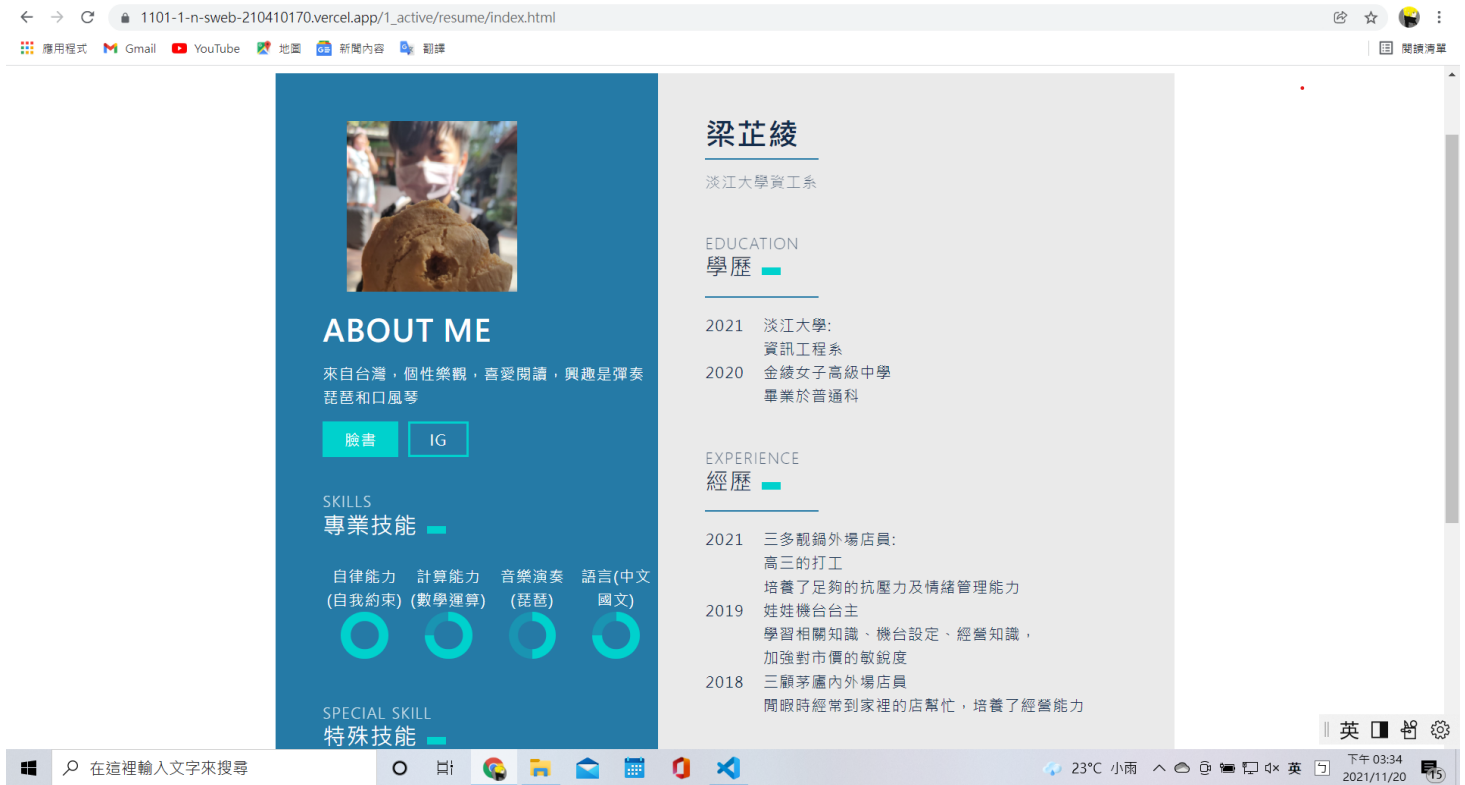 1101-1-n-sweb-210410170.vercel.app/1_active/resume/index.html
應用程式 Gmail YouTube 地圖 新聞內容 翻譯 閱讀清單
ABOUT ME
來自台灣，個性樂觀，喜愛閱讀，興趣是彈奏
琵琶和口風琴
臉書 IG
SKILLS
專業技能
自律能力 計算能力 音樂演奏 語言(中文
(自我約束) (數學運算) (琵琶) 國文)
SPECIAL SKILL
特殊技能
梁芷綾
淡江大學資工系
EDUCATION
學歷
2021 淡江大學:
資訊工程系
2020 金綾女子高級中學
畢業於普通科
EXPERIENCE
經歷
2021 三多靓鍋外場店員:
高三的打工
培養了足夠的抗壓力及情緒管理能力
2019 娃娃機台台主
學習相關知識、機台設定、經營知識，
加強對市價的敏銳度
2018 三顧茅廬內外場店員
閒暇時經常到家裡的店幫忙，培養了經營能力
英
在這裡輸入文字來搜尋
23°C 小雨 英 ㄅ 下午 03:34
2021/11/20 15